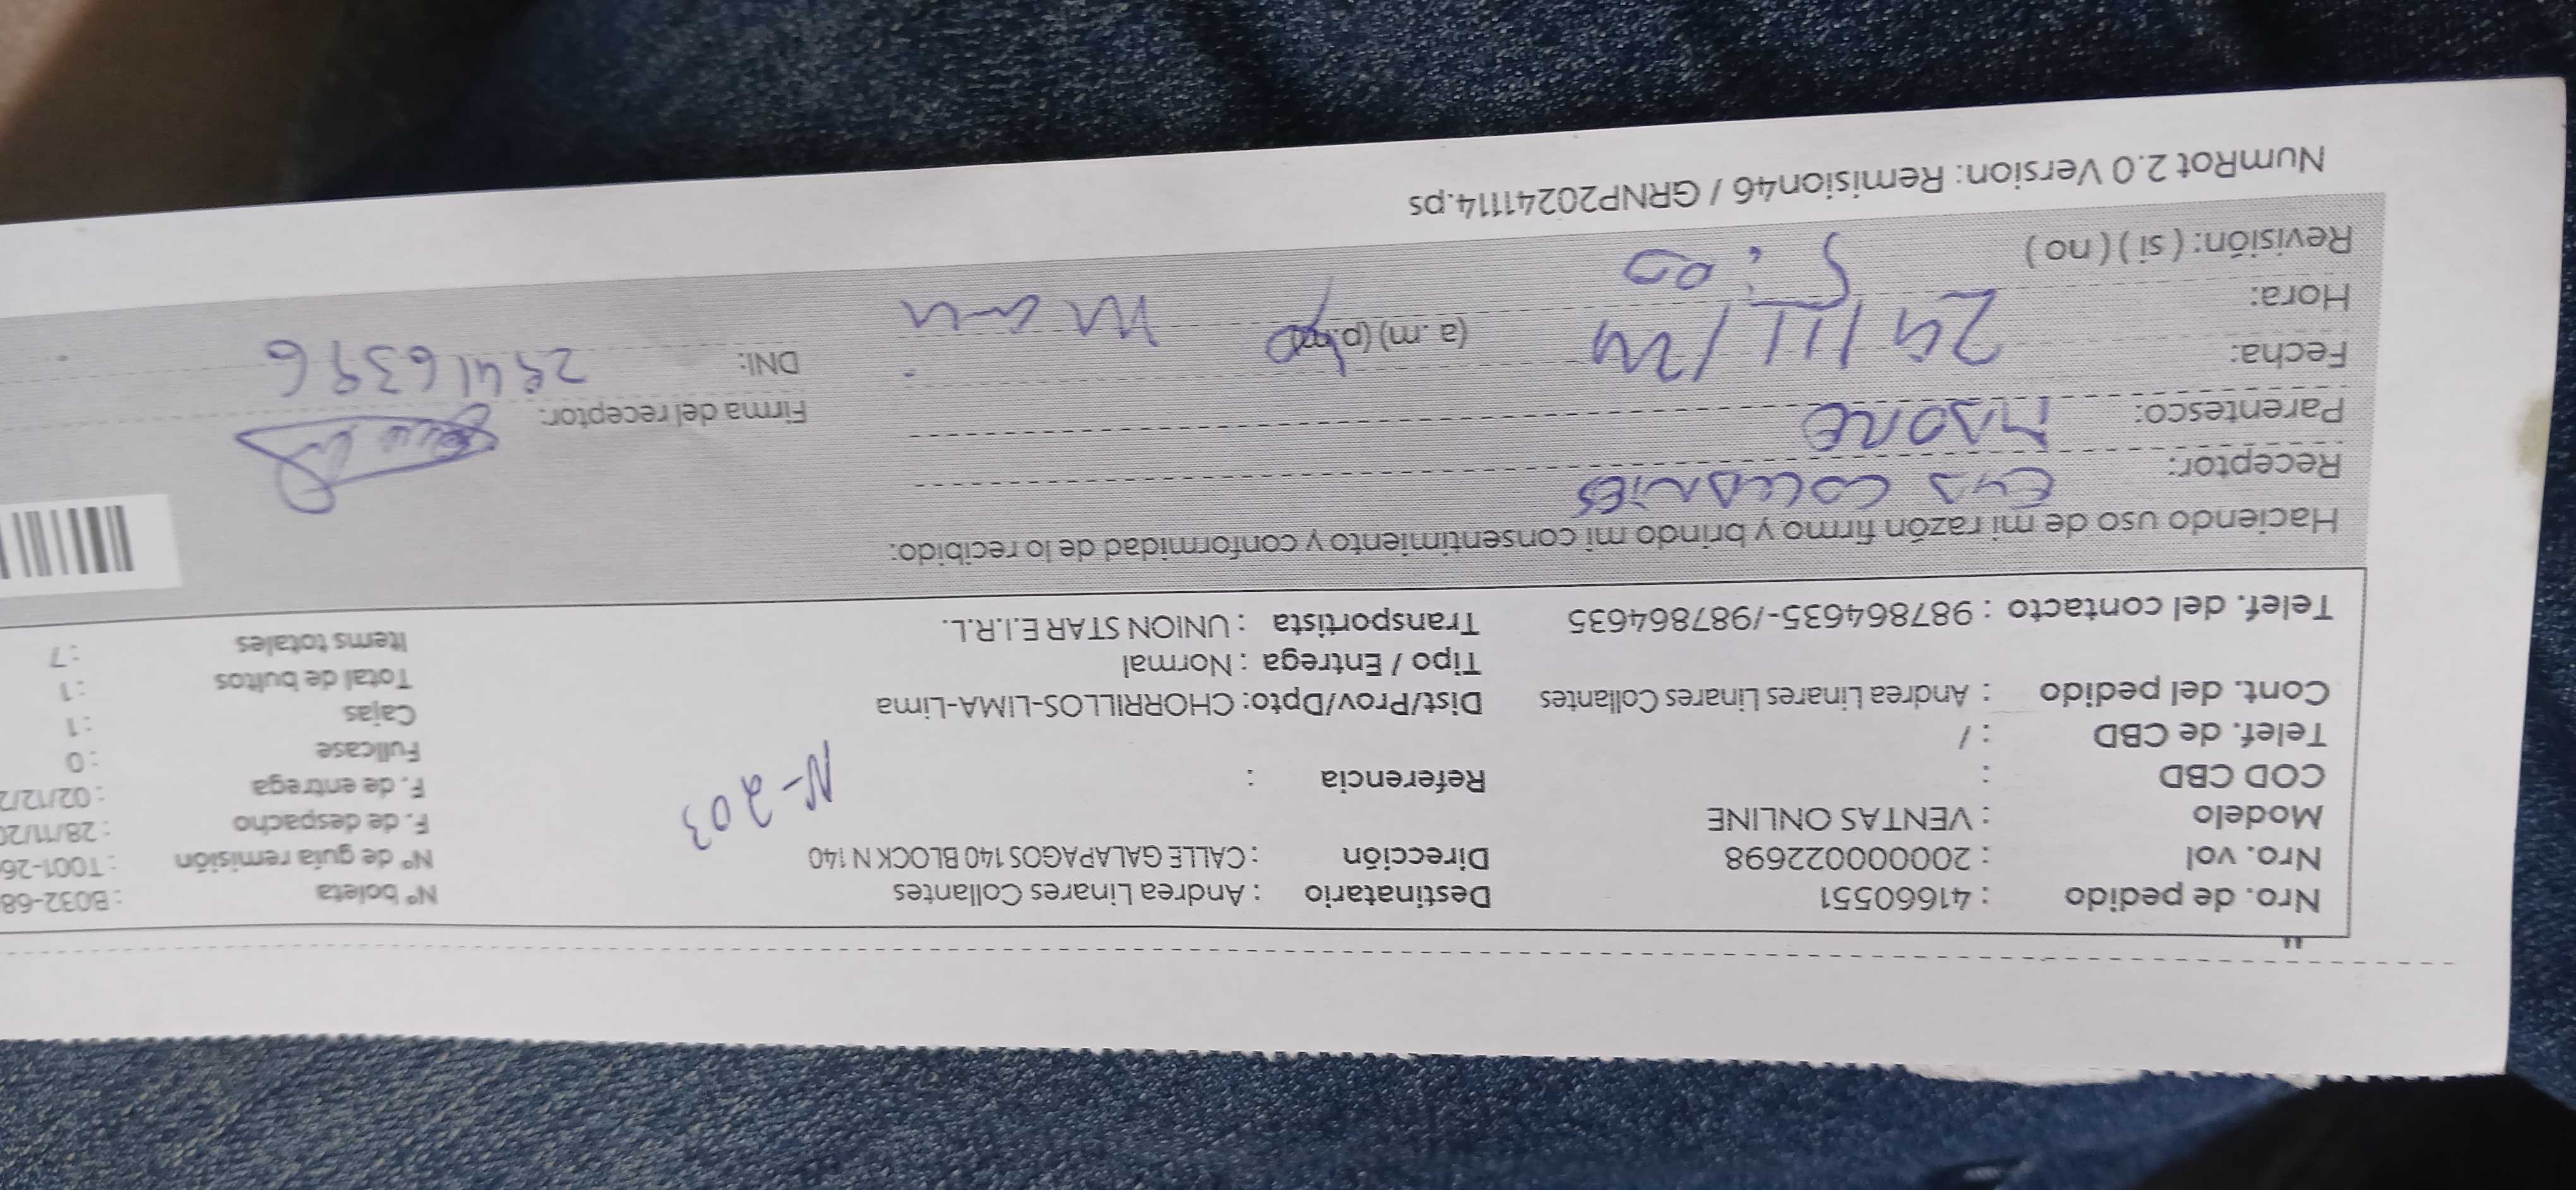 Nro. de pedido : 41660551 Destinatario : Andrea Linares Collantes Nº boleta : B032-68
Nro. vol : 200000022698 Dirección : CALLE GALAPAGOS 140 BLOCK N 140 Nº de guía remisión : T001-26
Modelo : VENTAS ONLINE N-203 F. de despacho : 28/11/20
COD CBD : Referencia : F. de entrega : 02/12/2
Telef. de CBD : / Fullcase : 0
Cont. del pedido : Andrea Linares Linares Collantes Dist/Prov/Dpto: CHORRILLOS-LIMA-Lima Cajas : 1
Tipo / Entrega : Normal Total de bultos : 1
Telef. del contacto : 987864635-/987864635 Transportista : UNION STAR E.I.R.L. Items totales : 7
Haciendo uso de mi razón firmo y brindo mi consentimiento y conformidad de lo recibido:
Receptor: COLLANTES
Parentesco: MADRE Firma del receptor:
Fecha: 29/11/24 DNI: 29416396
Hora: 5:00 (a.m) (p.m)
Revisión: ( si ) ( no )
NumRot 2.0 Version: Remision46 / GRNP20241114.ps